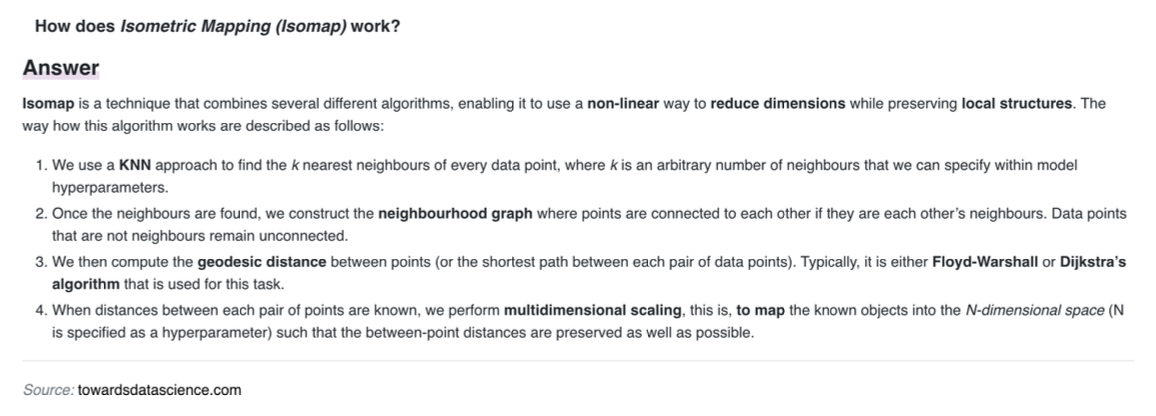 How does Isometric Mapping (Isomap) work?
Answer
Isomap is a technique that combines several different algorithms, enabling it to use a non-linear way to reduce dimensions while preserving local structures. The
way how this algorithm works are described as follows:
1. We use a KNN approach to find the k nearest neighbours of every data point, where k is an arbitrary number of neighbours that we can specify within model
hyperparameters.
2. Once the neighbours are found, we construct the neighbourhood graph where points are connected to each other if they are each other's neighbours. Data points
that are not neighbours remain unconnected.
3. We then compute the geodesic distance between points (or the shortest path between each pair of data points). Typically, it is either Floyd-Warshall or Dijkstra's
algorithm that is used for this task.
4. When distances between each pair of points are known, we perform multidimensional scaling, this is, to map the known objects into the N-dimensional space (N
is specified as a hyperparameter) such that the between-point distances are preserved as well as possible.
Source: towardsdatascience.com